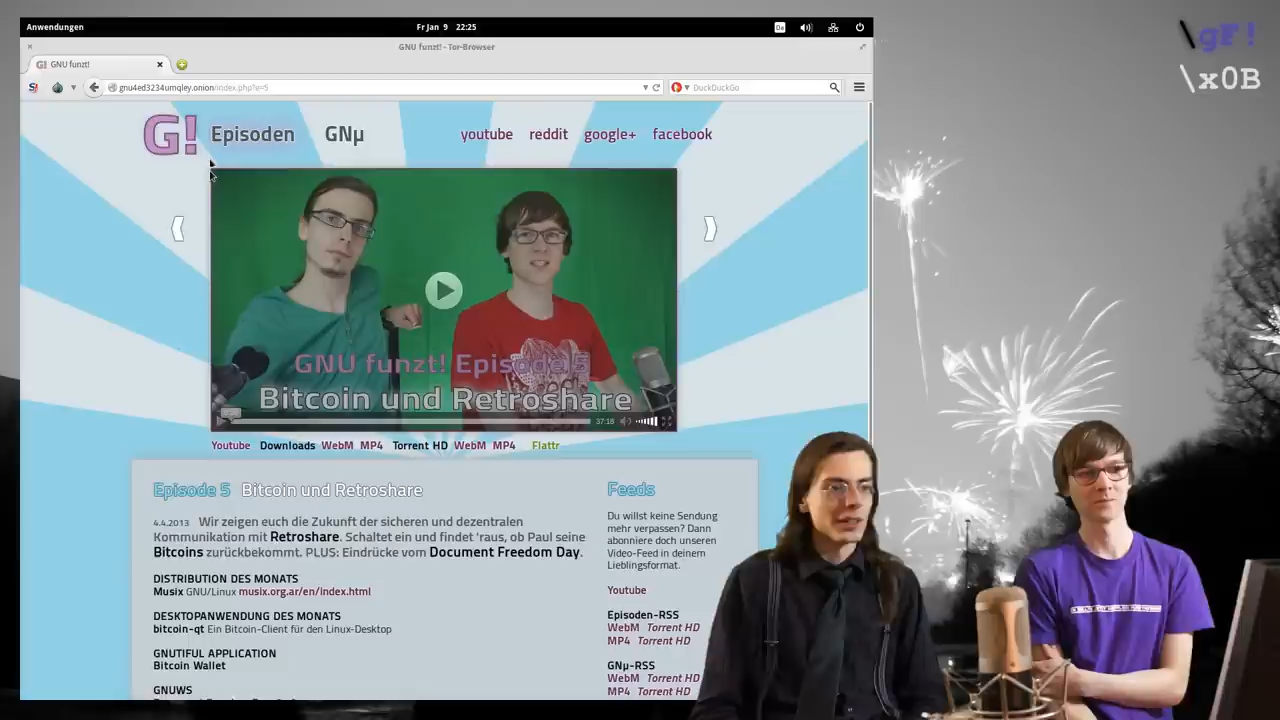 Anwendungen
Fr Jan 9 22:25
Da
GNU funzt! - Tor-Browser
G! GNU funzt!
gnu4ed3234umqley.onion/index.php?e=5
DuckDuckGo
G! Episoden GNµ youtube reddit google+ facebook
GNU funzt! Episode 5
Bitcoin und Retroshare
37:18
Youtube Downloads WebM MP4 Torrent HD WebM MP4 Flattr
Episode 5 Bitcoin und Retroshare
4.4.2013 Wir zeigen euch die Zukunft der sicheren und dezentralen
Kommunikation mit Retroshare. Schaltet ein und findet 'raus, ob Paul seine
Bitcoins zurückbekommt. PLUS: Eindrücke vom Document Freedom Day.
DISTRIBUTION DES MONATS
Musix GNU/Linux musix.org.ar/en/index.html
DESKTOPANWENDUNG DES MONATS
bitcoin-qt Ein Bitcoin-Client für den Linux-Desktop
GNUTIFUL APPLICATION
Bitcoin Wallet
GNUWS
Feeds
Du willst keine Sendung
mehr verpassen? Dann
abonniere doch unseren
Video-Feed in deinem
Lieblingsformat.
Youtube
Episoden-RSS
WebM Torrent HD
MP4 Torrent HD
GNµ-RSS
WebM Torrent HD
MP4 Torrent HD
\gF!
\x0B